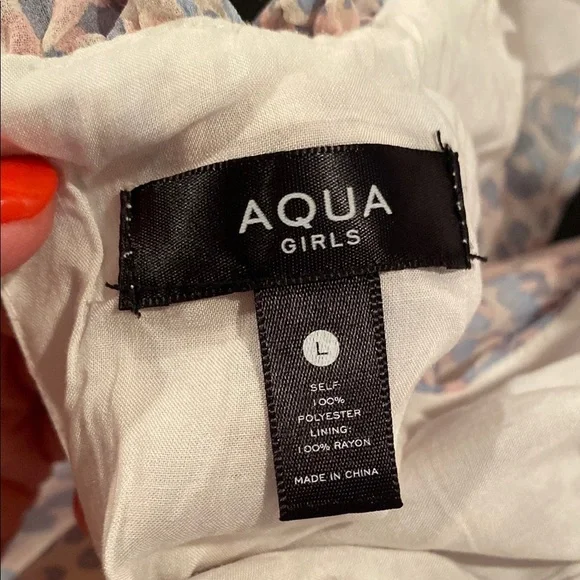 AQUA
GIRLS
L
SELF:
100%
POLYESTER
LINING:
100% RAYON
MADE IN CHINA